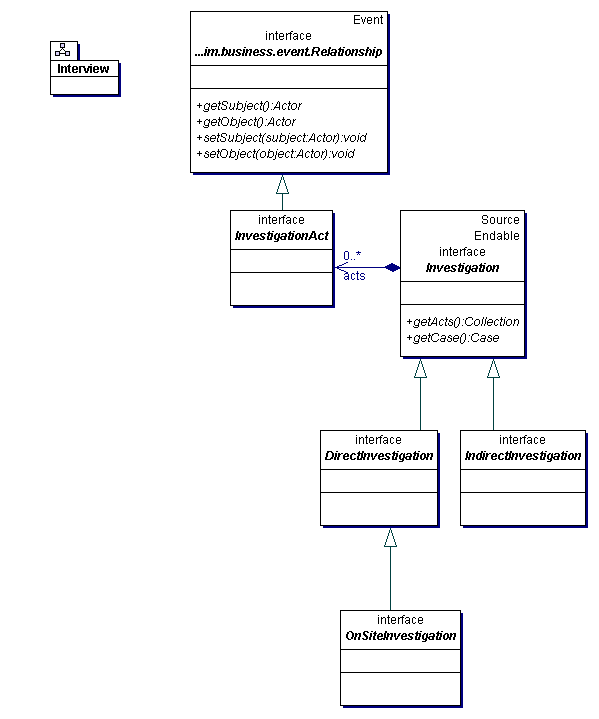 Event
interface
...im.business.event.Relationship
+getSubject():Actor
+getObject():Actor
+setSubject(subject:Actor):void
+setObject(object:Actor):void
Interview
interface
InvestigationAct
0..*
acts
Source
Endable
interface
Investigation
+getActs():Collection
+getCase():Case
interface
DirectInvestigation
interface
IndirectInvestigation
interface
OnSiteInvestigation